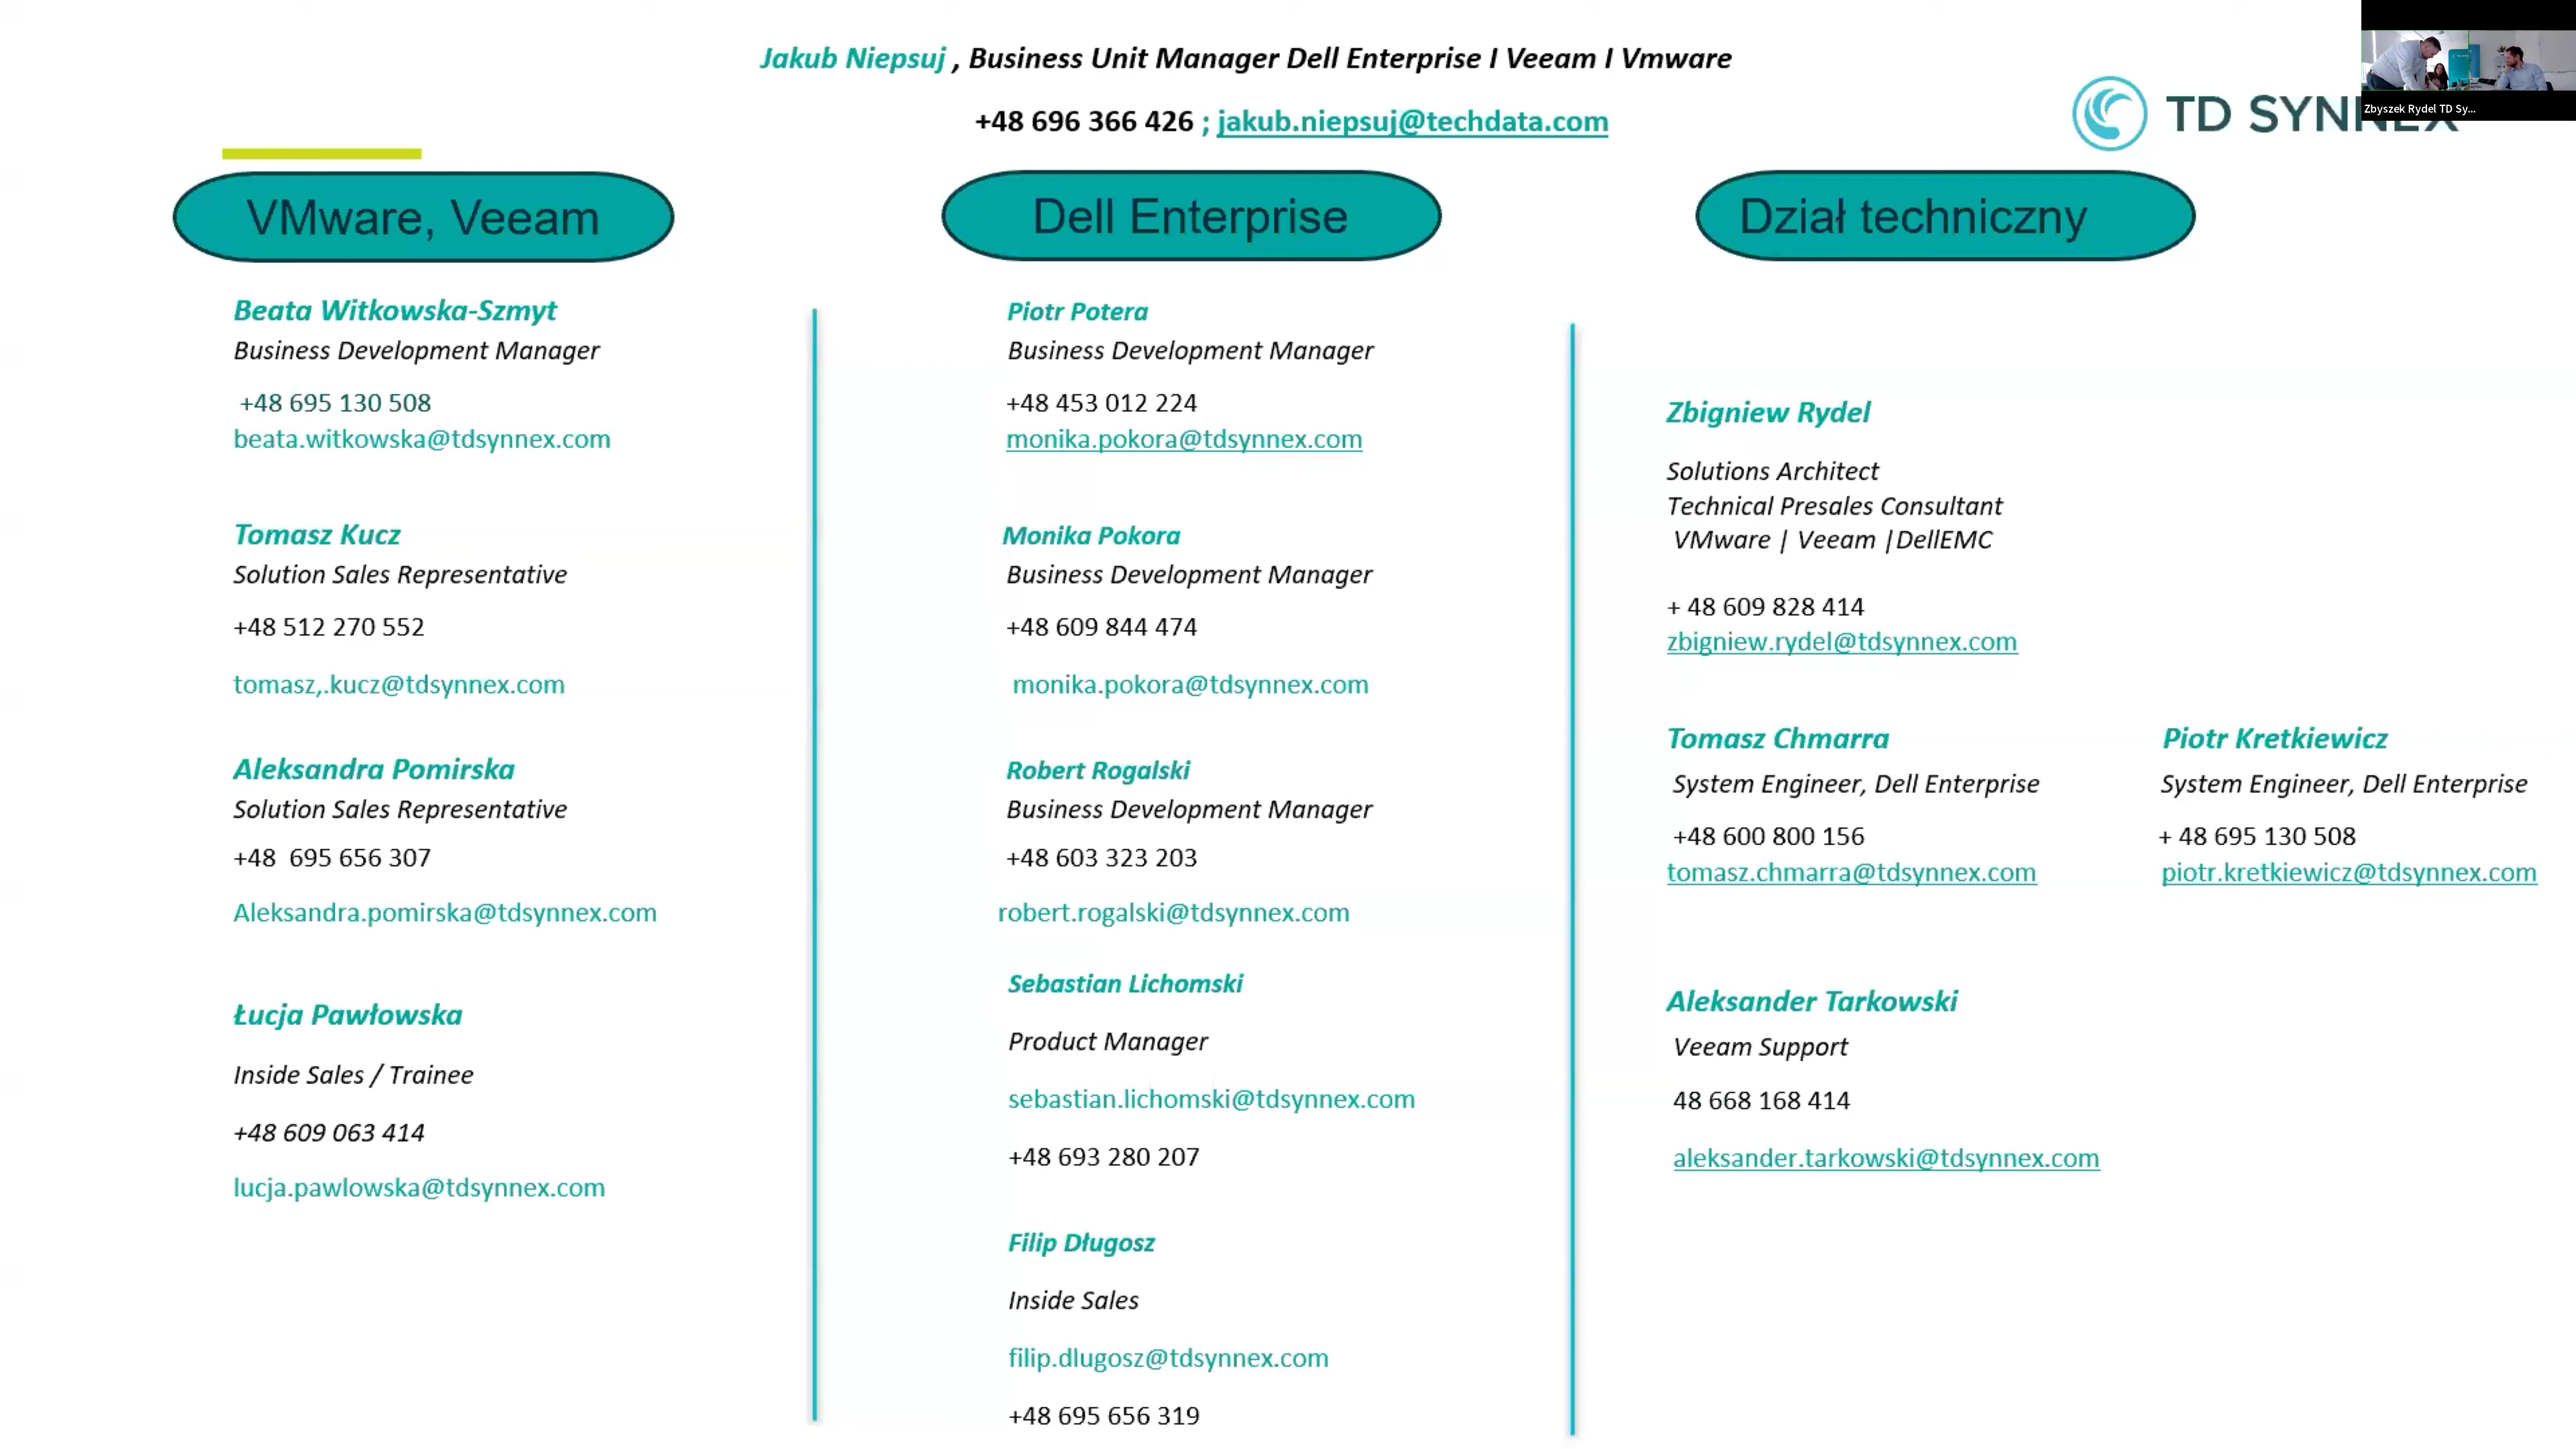 Jakub Niepsuj , Business Unit Manager Dell Enterprise I Veeam I Vmware
+48 696 366 426 ; jakub.niepsuj@techdata.com
TD SYNNEX
Zbyszek Rydel TD Sy...
VMware, Veeam
Beata Witkowska-Szmyt
Business Development Manager
+48 695 130 508
beata.witkowska@tdsynnex.com
Tomasz Kucz
Solution Sales Representative
+48 512 270 552
tomasz,.kucz@tdsynnex.com
Aleksandra Pomirska
Solution Sales Representative
+48  695 656 307
Aleksandra.pomirska@tdsynnex.com
Łucja Pawłowska
Inside Sales / Trainee
+48 609 063 414
lucja.pawlowska@tdsynnex.com
Dell Enterprise
Piotr Potera
Business Development Manager
+48 453 012 224
monika.pokora@tdsynnex.com
Monika Pokora
Business Development Manager
+48 609 844 474
monika.pokora@tdsynnex.com
Robert Rogalski
Business Development Manager
+48 603 323 203
robert.rogalski@tdsynnex.com
Sebastian Lichomski
Product Manager
sebastian.lichomski@tdsynnex.com
+48 693 280 207
Filip Długosz
Inside Sales
filip.dlugosz@tdsynnex.com
+48 695 656 319
Dział techniczny
Zbigniew Rydel
Solutions Architect
Technical Presales Consultant
VMware | Veeam |DellEMC
+ 48 609 828 414
zbigniew.rydel@tdsynnex.com
Tomasz Chmarra
System Engineer, Dell Enterprise
+48 600 800 156
tomasz.chmarra@tdsynnex.com
Piotr Kretkiewicz
System Engineer, Dell Enterprise
+ 48 695 130 508
piotr.kretkiewicz@tdsynnex.com
Aleksander Tarkowski
Veeam Support
48 668 168 414
aleksander.tarkowski@tdsynnex.com